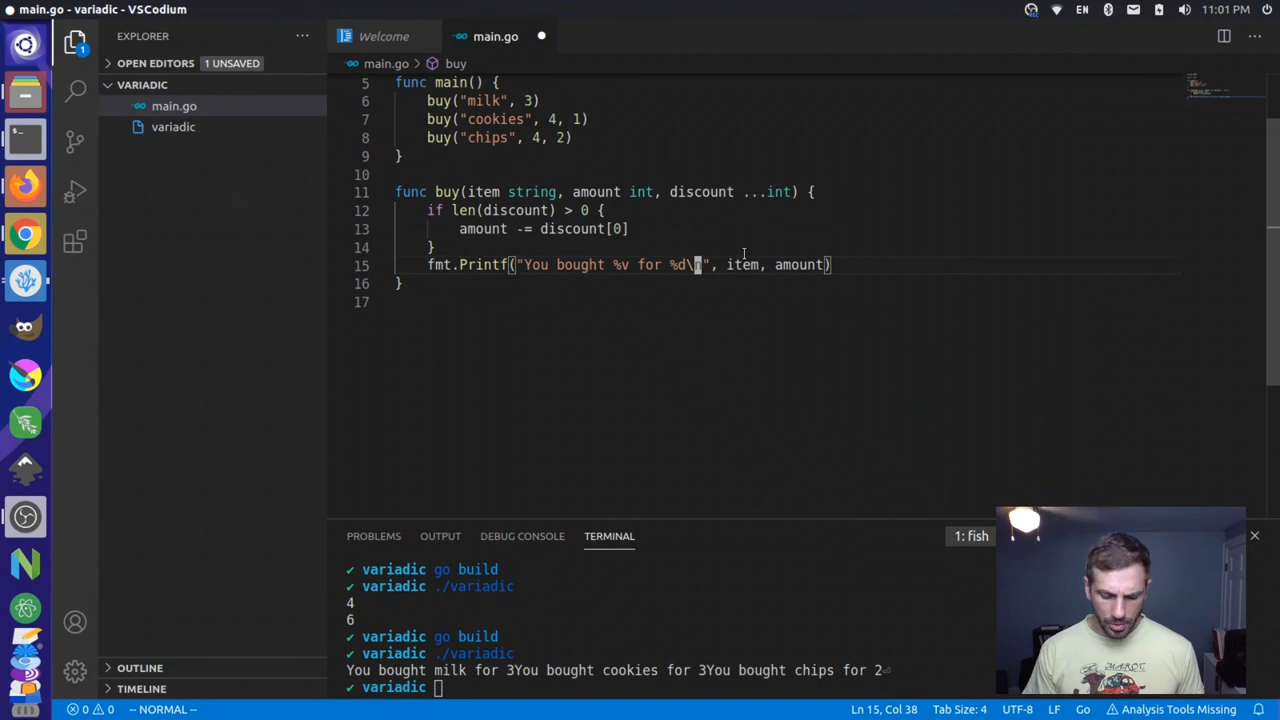 main.go - variadic - VSCodium
EN
11:01 PM
EXPLORER
Welcome
main.go
OPEN EDITORS 1 UNSAVED
main.go > buy
VARIADIC
main.go
variadic
1
5 func main() {
6 buy("milk", 3)
7 buy("cookies", 4, 1)
8 buy("chips", 4, 2)
9 }
10
11 func buy(item string, amount int, discount ...int) {
12 if len(discount) > 0 {
13 amount -= discount[0]
14 }
15 fmt.Printf("You bought %v for %d\n", item, amount)
16 }
17
PROBLEMS OUTPUT DEBUG CONSOLE TERMINAL
1: fish
✔ variadic go build
✔ variadic ./variadic
4
6
✔ variadic go build
✔ variadic ./variadic
You bought milk for 3You bought cookies for 3You bought chips for 2⏎
✔ variadic
OUTLINE
TIMELINE
0 0 -- NORMAL --
Ln 15, Col 38 Tab Size: 4 UTF-8 LF Go Analysis Tools Missing